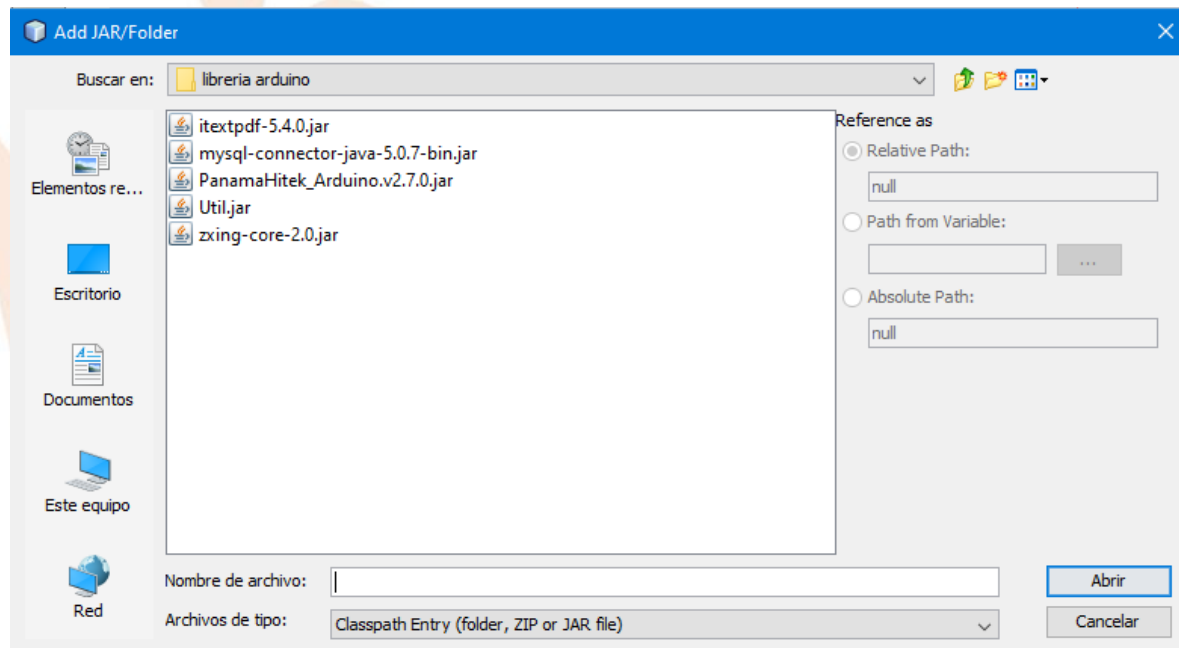 Add JAR/Folder
Buscar en:
libreria arduino
itextpdf-5.4.0.jar
mysql-connector-java-5.0.7-bin.jar
PanamaHitek_Arduino.v2.7.0.jar
Util.jar
zxing-core-2.0.jar
Elementos re...
Escritorio
Documentos
Este equipo
Red
Reference as
Relative Path:
null
Path from Variable:
...
Absolute Path:
null
Nombre de archivo:
Abrir
Archivos de tipo:
Classpath Entry (folder, ZIP or JAR file)
Cancelar